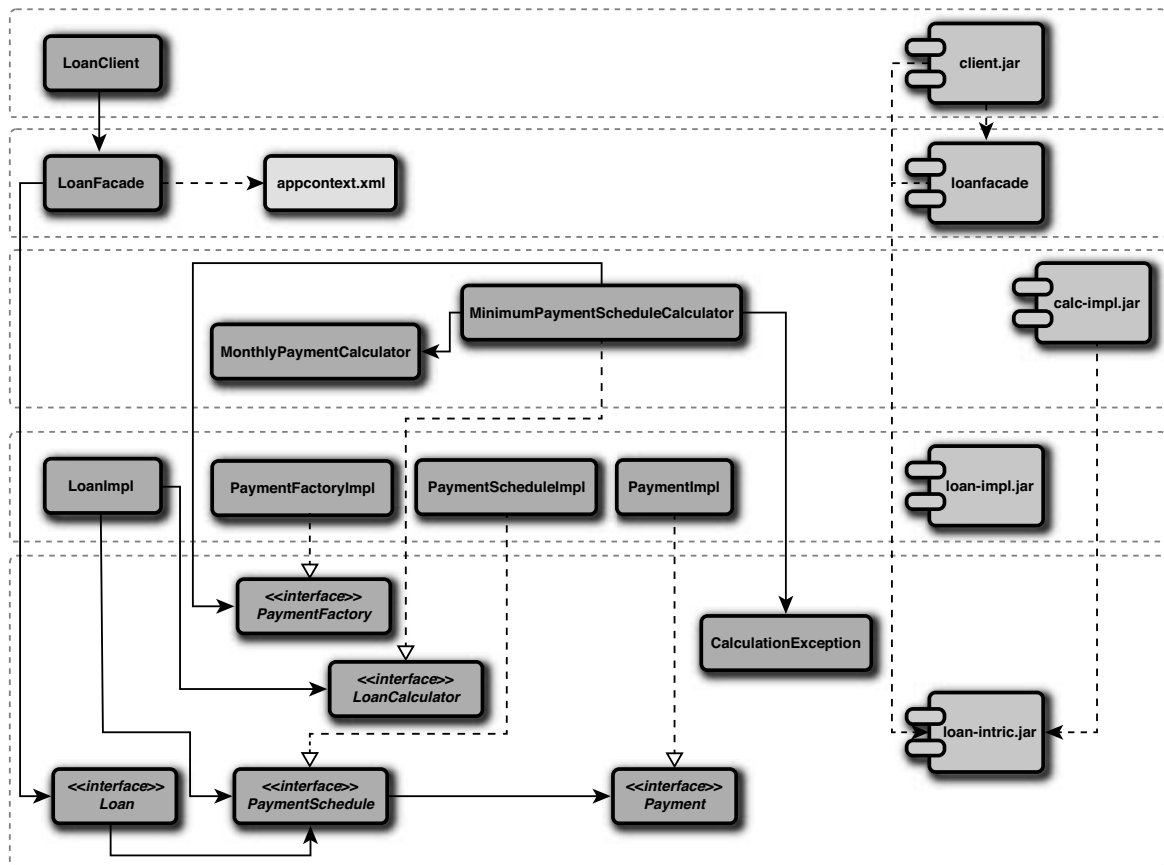 LoanClient
client.jar
LoanFacade
appcontext.xml
loanfacade
MinimumPaymentScheduleCalculator
calc-impl.jar
MonthlyPaymentCalculator
LoanImpl
PaymentFactoryImpl
PaymentScheduleImpl
PaymentImpl
loan-impl.jar
<<interface>>
PaymentFactory
CalculationException
<<interface>>
LoanCalculator
loan-intric.jar
<<interface>>
Loan
<<interface>>
PaymentSchedule
<<interface>>
Payment